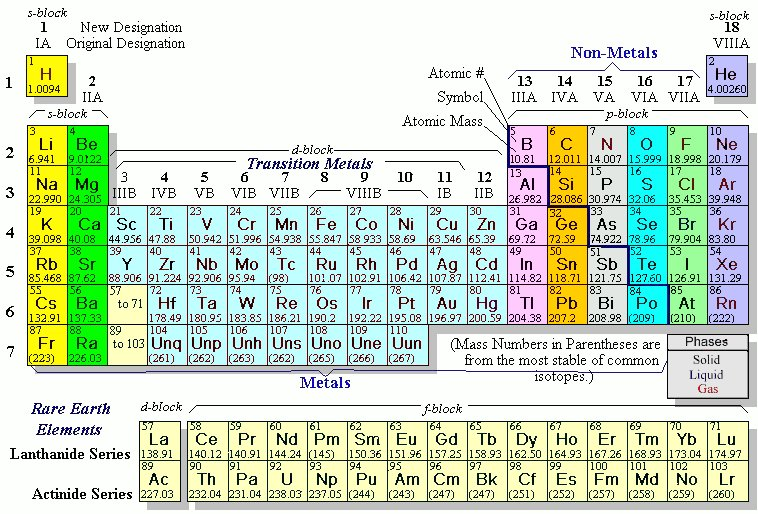 s-block
s-block
1 New Designation 18
IA Original Designation VIIIA
Non-Metals
1
1 H 1.0094
2 He 4.00260
2
IIA
Atomic #
Symbol
Atomic Mass
13 14 15 16 17
IIIA IVA VA VIA VIIA
s-block
p-block
d-block
Transition Metals
3 4 5 6 7 8 9 10 11 12
IIIB IVB VB VIB VIIB VIIIB IB IIB
2
3 4 5 6 7 8 9 10
Li Be B C N O F Ne
6.941 9.0122 10.81 12.011 14.007 15.999 18.998 20.179
3
11 12 13 14 15 16 17 18
Na Mg Al Si P S Cl Ar
22.990 24.305 26.982 28.086 30.974 32.06 35.453 39.948
4
19 20 21 22 23 24 25 26 27 28 29 30 31 32 33 34 35 36
K Ca Sc Ti V Cr Mn Fe Co Ni Cu Zn Ga Ge As Se Br Kr
39.098 40.08 44.956 47.88 50.942 51.996 54.938 55.847 58.933 58.69 63.546 65.39 69.72 72.59 74.922 78.96 79.904 83.80
5
37 38 39 40 41 42 43 44 45 46 47 48 49 50 51 52 53 54
Rb Sr Y Zr Nb Mo Tc Ru Rh Pd Ag Cd In Sn Sb Te I Xe
85.468 87.62 88.906 91.224 92.906 95.94 (98) 101.07 102.91 106.42 107.87 112.41 114.82 118.71 121.75 127.60 126.91 131.29
6
55 56 57 72 73 74 75 76 77 78 79 80 81 82 83 84 85 86
Cs Ba to 71 Hf Ta W Re Os Ir Pt Au Hg Tl Pb Bi Po At Rn
132.91 137.33 178.49 180.95 183.85 186.21 190.2 192.22 195.08 196.97 200.59 204.38 207.2 208.98 (209) (210) (222)
7
87 88 89 104 105 106 107 108 109 110
Fr Ra to 103 Unq Unp Unh Uns Uno Une Uun
(223) 226.03 (261) (262) (263) (262) (265) (266) (267)
(Mass Numbers in Parentheses are
from the most stable of common
isotopes.)
Phases
Solid
Liquid
Gas
Metals
Rare Earth
Elements
d-block
f-block
57 58 59 60 61 62 63 64 65 66 67 68 69 70 71
Lanthanide Series La Ce Pr Nd Pm Sm Eu Gd Tb Dy Ho Er Tm Yb Lu
138.91 140.12 140.91 144.24 (145) 150.36 151.96 157.25 158.93 162.50 164.93 167.26 168.93 173.04 174.97
89 90 91 92 93 94 95 96 97 98 99 100 101 102 103
Actinide Series Ac Th Pa U Np Pu Am Cm Bk Cf Es Fm Md No Lr
227.03 232.04 231.04 238.03 237.05 (244) (243) (247) (247) (251) (252) (257) (258) (259) (260)